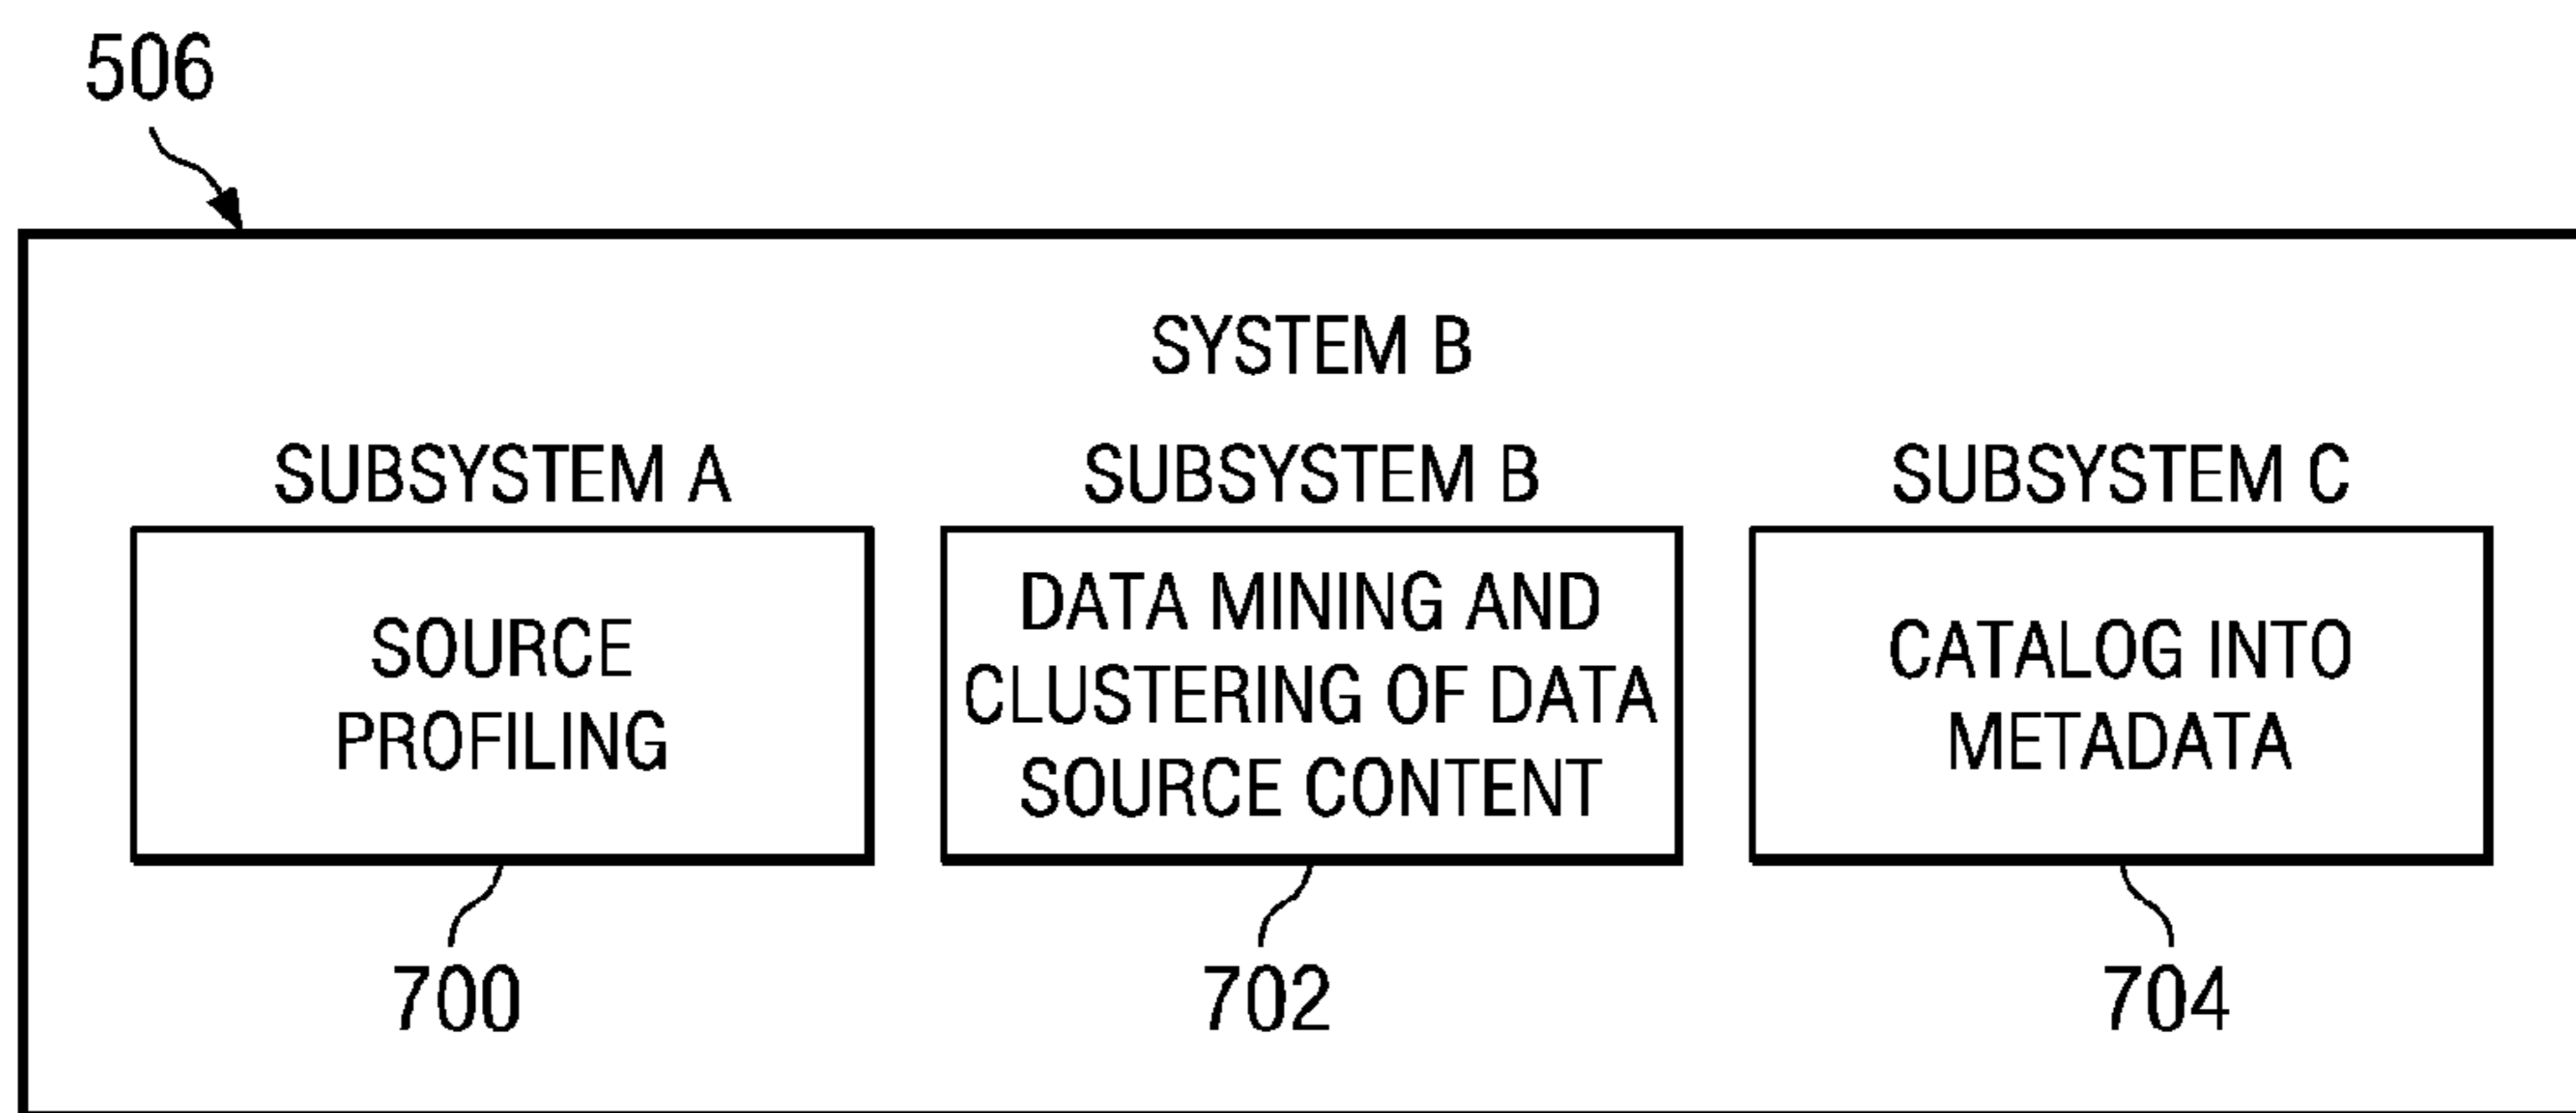 506
SYSTEM B
SUBSYSTEM A
SUBSYSTEM B
SUBSYSTEM C
SOURCE
PROFILING
DATA MINING AND
CLUSTERING OF DATA
SOURCE CONTENT
CATALOG INTO
METADATA
700
702
704